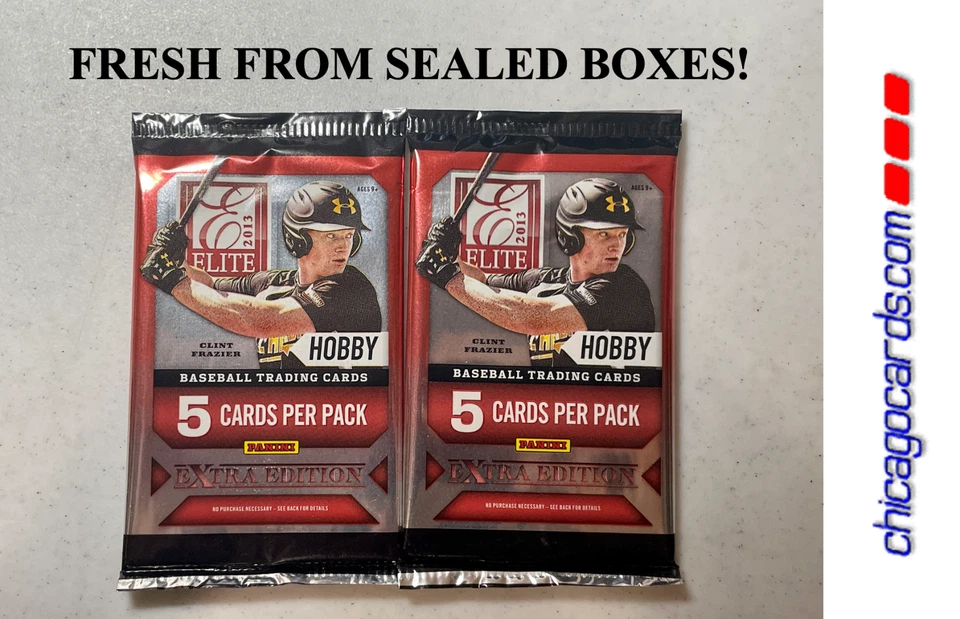 FRESH FROM SEALED BOXES!
AGES 9+
E
2013
ELITE
CLINT
FRAZIER
HOBBY
BASEBALL TRADING CARDS
5 CARDS PER PACK
PANINI
EXTRA EDITION
NO PURCHASE NECESSARY - SEE BACK FOR DETAILS
AGES 9+
E
2013
ELITE
CLINT
FRAZIER
HOBBY
BASEBALL TRADING CARDS
5 CARDS PER PACK
PANINI
EXTRA EDITION
NO PURCHASE NECESSARY - SEE BACK FOR DETAILS
chicagocards.com